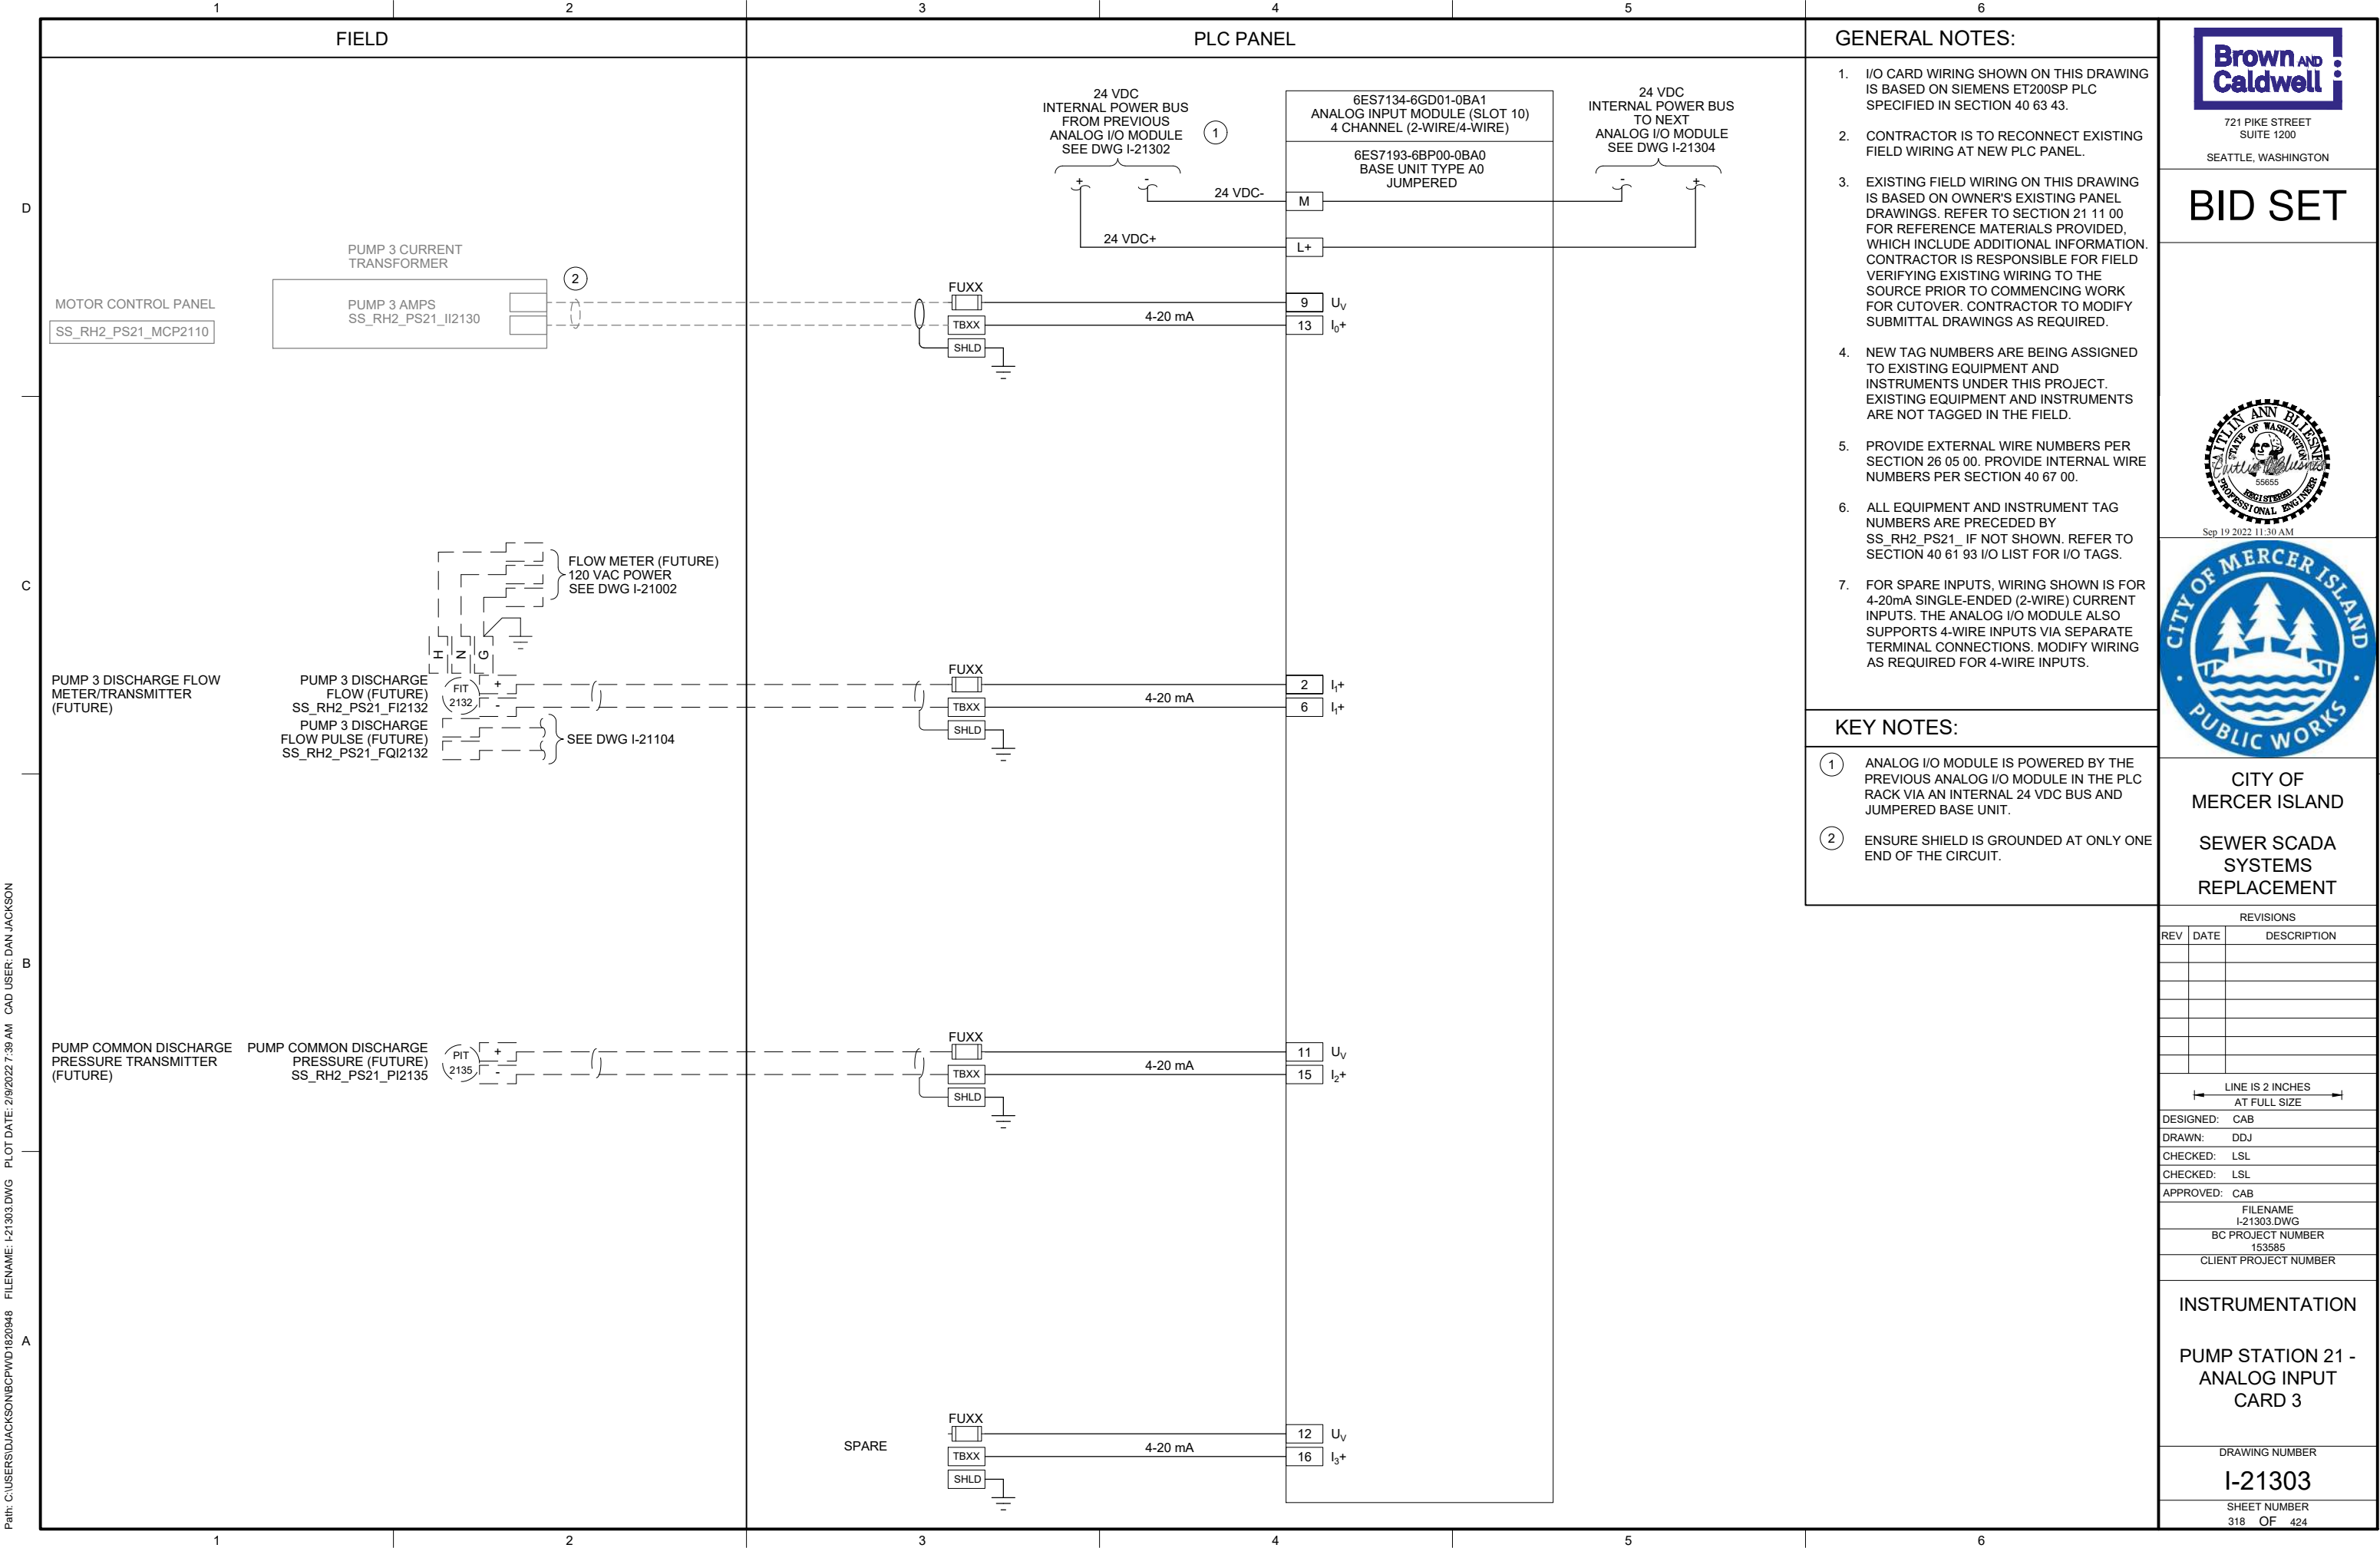 1 2 3 4 5 6
FIELD
PLC PANEL
24 VDC
INTERNAL POWER BUS
FROM PREVIOUS
ANALOG I/O MODULE
SEE DWG I-21302
1
+ -
6ES7134-6GD01-0BA1
ANALOG INPUT MODULE (SLOT 10)
4 CHANNEL (2-WIRE/4-WIRE)
6ES7193-6BP00-0BA0
BASE UNIT TYPE A0
JUMPERED
24 VDC
INTERNAL POWER BUS
TO NEXT
ANALOG I/O MODULE
SEE DWG I-21304
- +
24 VDC- M
24 VDC+ L+
D
MOTOR CONTROL PANEL
SS_RH2_PS21_MCP2110
PUMP 3 CURRENT
TRANSFORMER
PUMP 3 AMPS
SS_RH2_PS21_II2130
2
FUXX
9 UV
TBXX 4-20 mA 13 I0+
SHLD
C
FLOW METER (FUTURE)
120 VAC POWER
SEE DWG I-21002
H N G
PUMP 3 DISCHARGE FLOW
METER/TRANSMITTER
(FUTURE)
PUMP 3 DISCHARGE
FLOW (FUTURE)
SS_RH2_PS21_FI2132
FIT
2132
+
-
PUMP 3 DISCHARGE
FLOW PULSE (FUTURE)
SS_RH2_PS21_FQI2132
SEE DWG I-21104
FUXX
2 I1+
TBXX 4-20 mA 6 I1+
SHLD
B
PUMP COMMON DISCHARGE
PRESSURE TRANSMITTER
(FUTURE)
PUMP COMMON DISCHARGE
PRESSURE (FUTURE)
SS_RH2_PS21_PI2135
PIT
2135
+
-
FUXX
11 UV
TBXX 4-20 mA 15 I2+
SHLD
A
SPARE
FUXX
12 UV
TBXX 4-20 mA 16 I3+
SHLD
1 2 3 4 5 6
GENERAL NOTES:
1. I/O CARD WIRING SHOWN ON THIS DRAWING
IS BASED ON SIEMENS ET200SP PLC
SPECIFIED IN SECTION 40 63 43.
2. CONTRACTOR IS TO RECONNECT EXISTING
FIELD WIRING AT NEW PLC PANEL.
3. EXISTING FIELD WIRING ON THIS DRAWING
IS BASED ON OWNER'S EXISTING PANEL
DRAWINGS. REFER TO SECTION 21 11 00
FOR REFERENCE MATERIALS PROVIDED,
WHICH INCLUDE ADDITIONAL INFORMATION.
CONTRACTOR IS RESPONSIBLE FOR FIELD
VERIFYING EXISTING WIRING TO THE
SOURCE PRIOR TO COMMENCING WORK
FOR CUTOVER. CONTRACTOR TO MODIFY
SUBMITTAL DRAWINGS AS REQUIRED.
4. NEW TAG NUMBERS ARE BEING ASSIGNED
TO EXISTING EQUIPMENT AND
INSTRUMENTS UNDER THIS PROJECT.
EXISTING EQUIPMENT AND INSTRUMENTS
ARE NOT TAGGED IN THE FIELD.
5. PROVIDE EXTERNAL WIRE NUMBERS PER
SECTION 26 05 00. PROVIDE INTERNAL WIRE
NUMBERS PER SECTION 40 67 00.
6. ALL EQUIPMENT AND INSTRUMENT TAG
NUMBERS ARE PRECEDED BY
SS_RH2_PS21_ IF NOT SHOWN. REFER TO
SECTION 40 61 93 I/O LIST FOR I/O TAGS.
7. FOR SPARE INPUTS, WIRING SHOWN IS FOR
4-20mA SINGLE-ENDED (2-WIRE) CURRENT
INPUTS. THE ANALOG I/O MODULE ALSO
SUPPORTS 4-WIRE INPUTS VIA SEPARATE
TERMINAL CONNECTIONS. MODIFY WIRING
AS REQUIRED FOR 4-WIRE INPUTS.
KEY NOTES:
1 ANALOG I/O MODULE IS POWERED BY THE
PREVIOUS ANALOG I/O MODULE IN THE PLC
RACK VIA AN INTERNAL 24 VDC BUS AND
JUMPERED BASE UNIT.
2 ENSURE SHIELD IS GROUNDED AT ONLY ONE
END OF THE CIRCUIT.
Brown AND
Caldwell
721 PIKE STREET
SUITE 1200
SEATTLE, WASHINGTON
BID SET
ANN
STATE OF WASHINGTON
55655
REGISTERED
PROFESSIONAL ENGINEER
Sep 19 2022 11:30 AM
CITY OF MERCER ISLAND
PUBLIC WORKS
CITY OF
MERCER ISLAND
SEWER SCADA
SYSTEMS
REPLACEMENT
REVISIONS
REV DATE DESCRIPTION
LINE IS 2 INCHES
AT FULL SIZE
DESIGNED: CAB
DRAWN: DDJ
CHECKED: LSL
CHECKED: LSL
APPROVED: CAB
FILENAME
I-21303.DWG
BC PROJECT NUMBER
153585
CLIENT PROJECT NUMBER
INSTRUMENTATION
PUMP STATION 21 -
ANALOG INPUT
CARD 3
DRAWING NUMBER
I-21303
SHEET NUMBER
318 OF 424
Path: C:\USERS\DJACKSON\BCPW\D1820948 FILENAME: I-21303.DWG PLOT DATE: 2/9/2022 7:39 AM CAD USER: DAN JACKSON